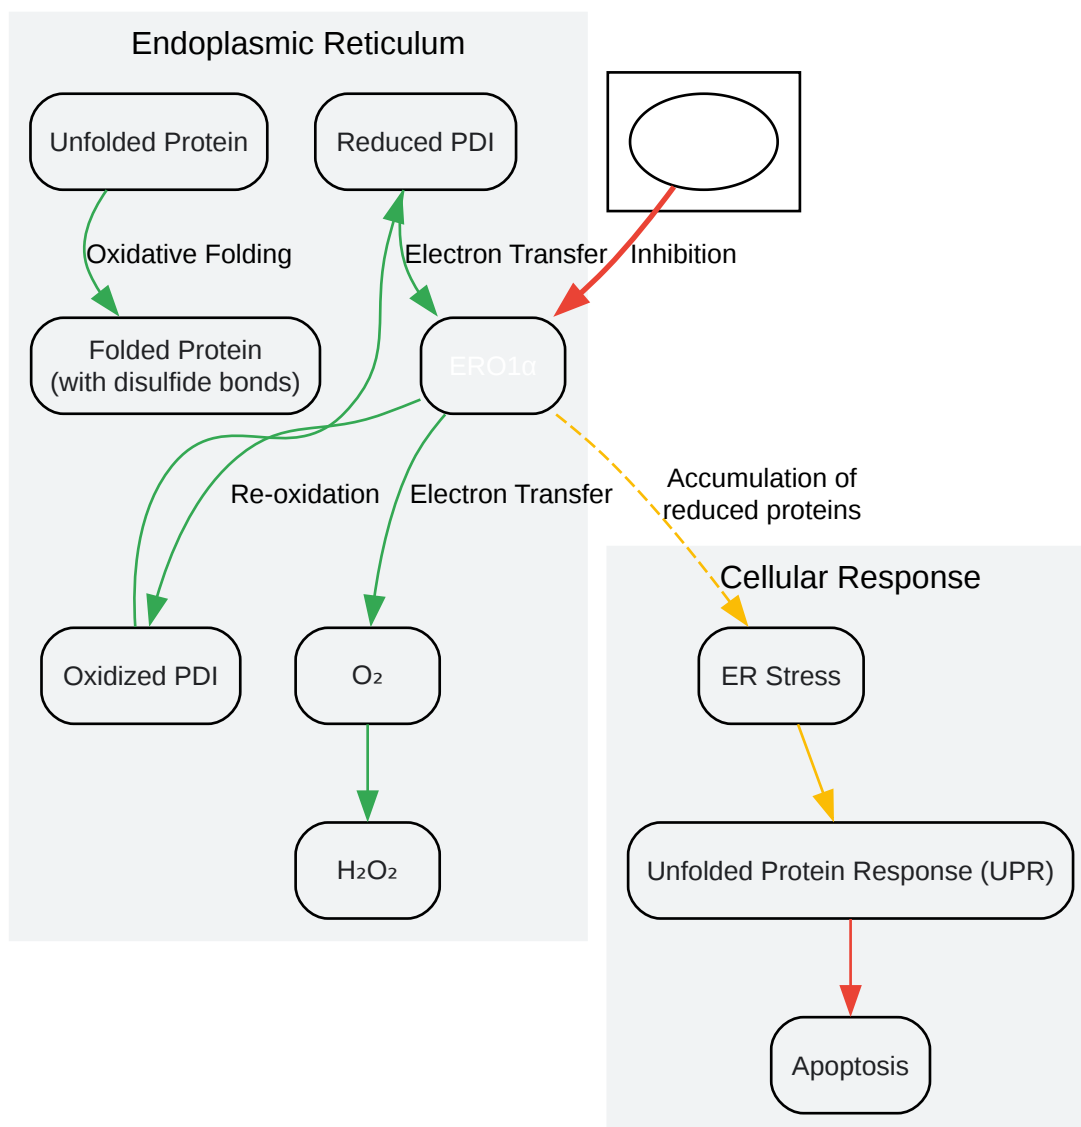 Endoplasmic Reticulum
Unfolded Protein
Reduced PDI
Oxidative Folding
Electron Transfer
Inhibition
Folded Protein
(with disulfide bonds)
ERO1α
Re-oxidation
Electron Transfer
Accumulation of
reduced proteins
Cellular Response
Oxidized PDI
O₂
ER Stress
H₂O₂
Unfolded Protein Response (UPR)
Apoptosis